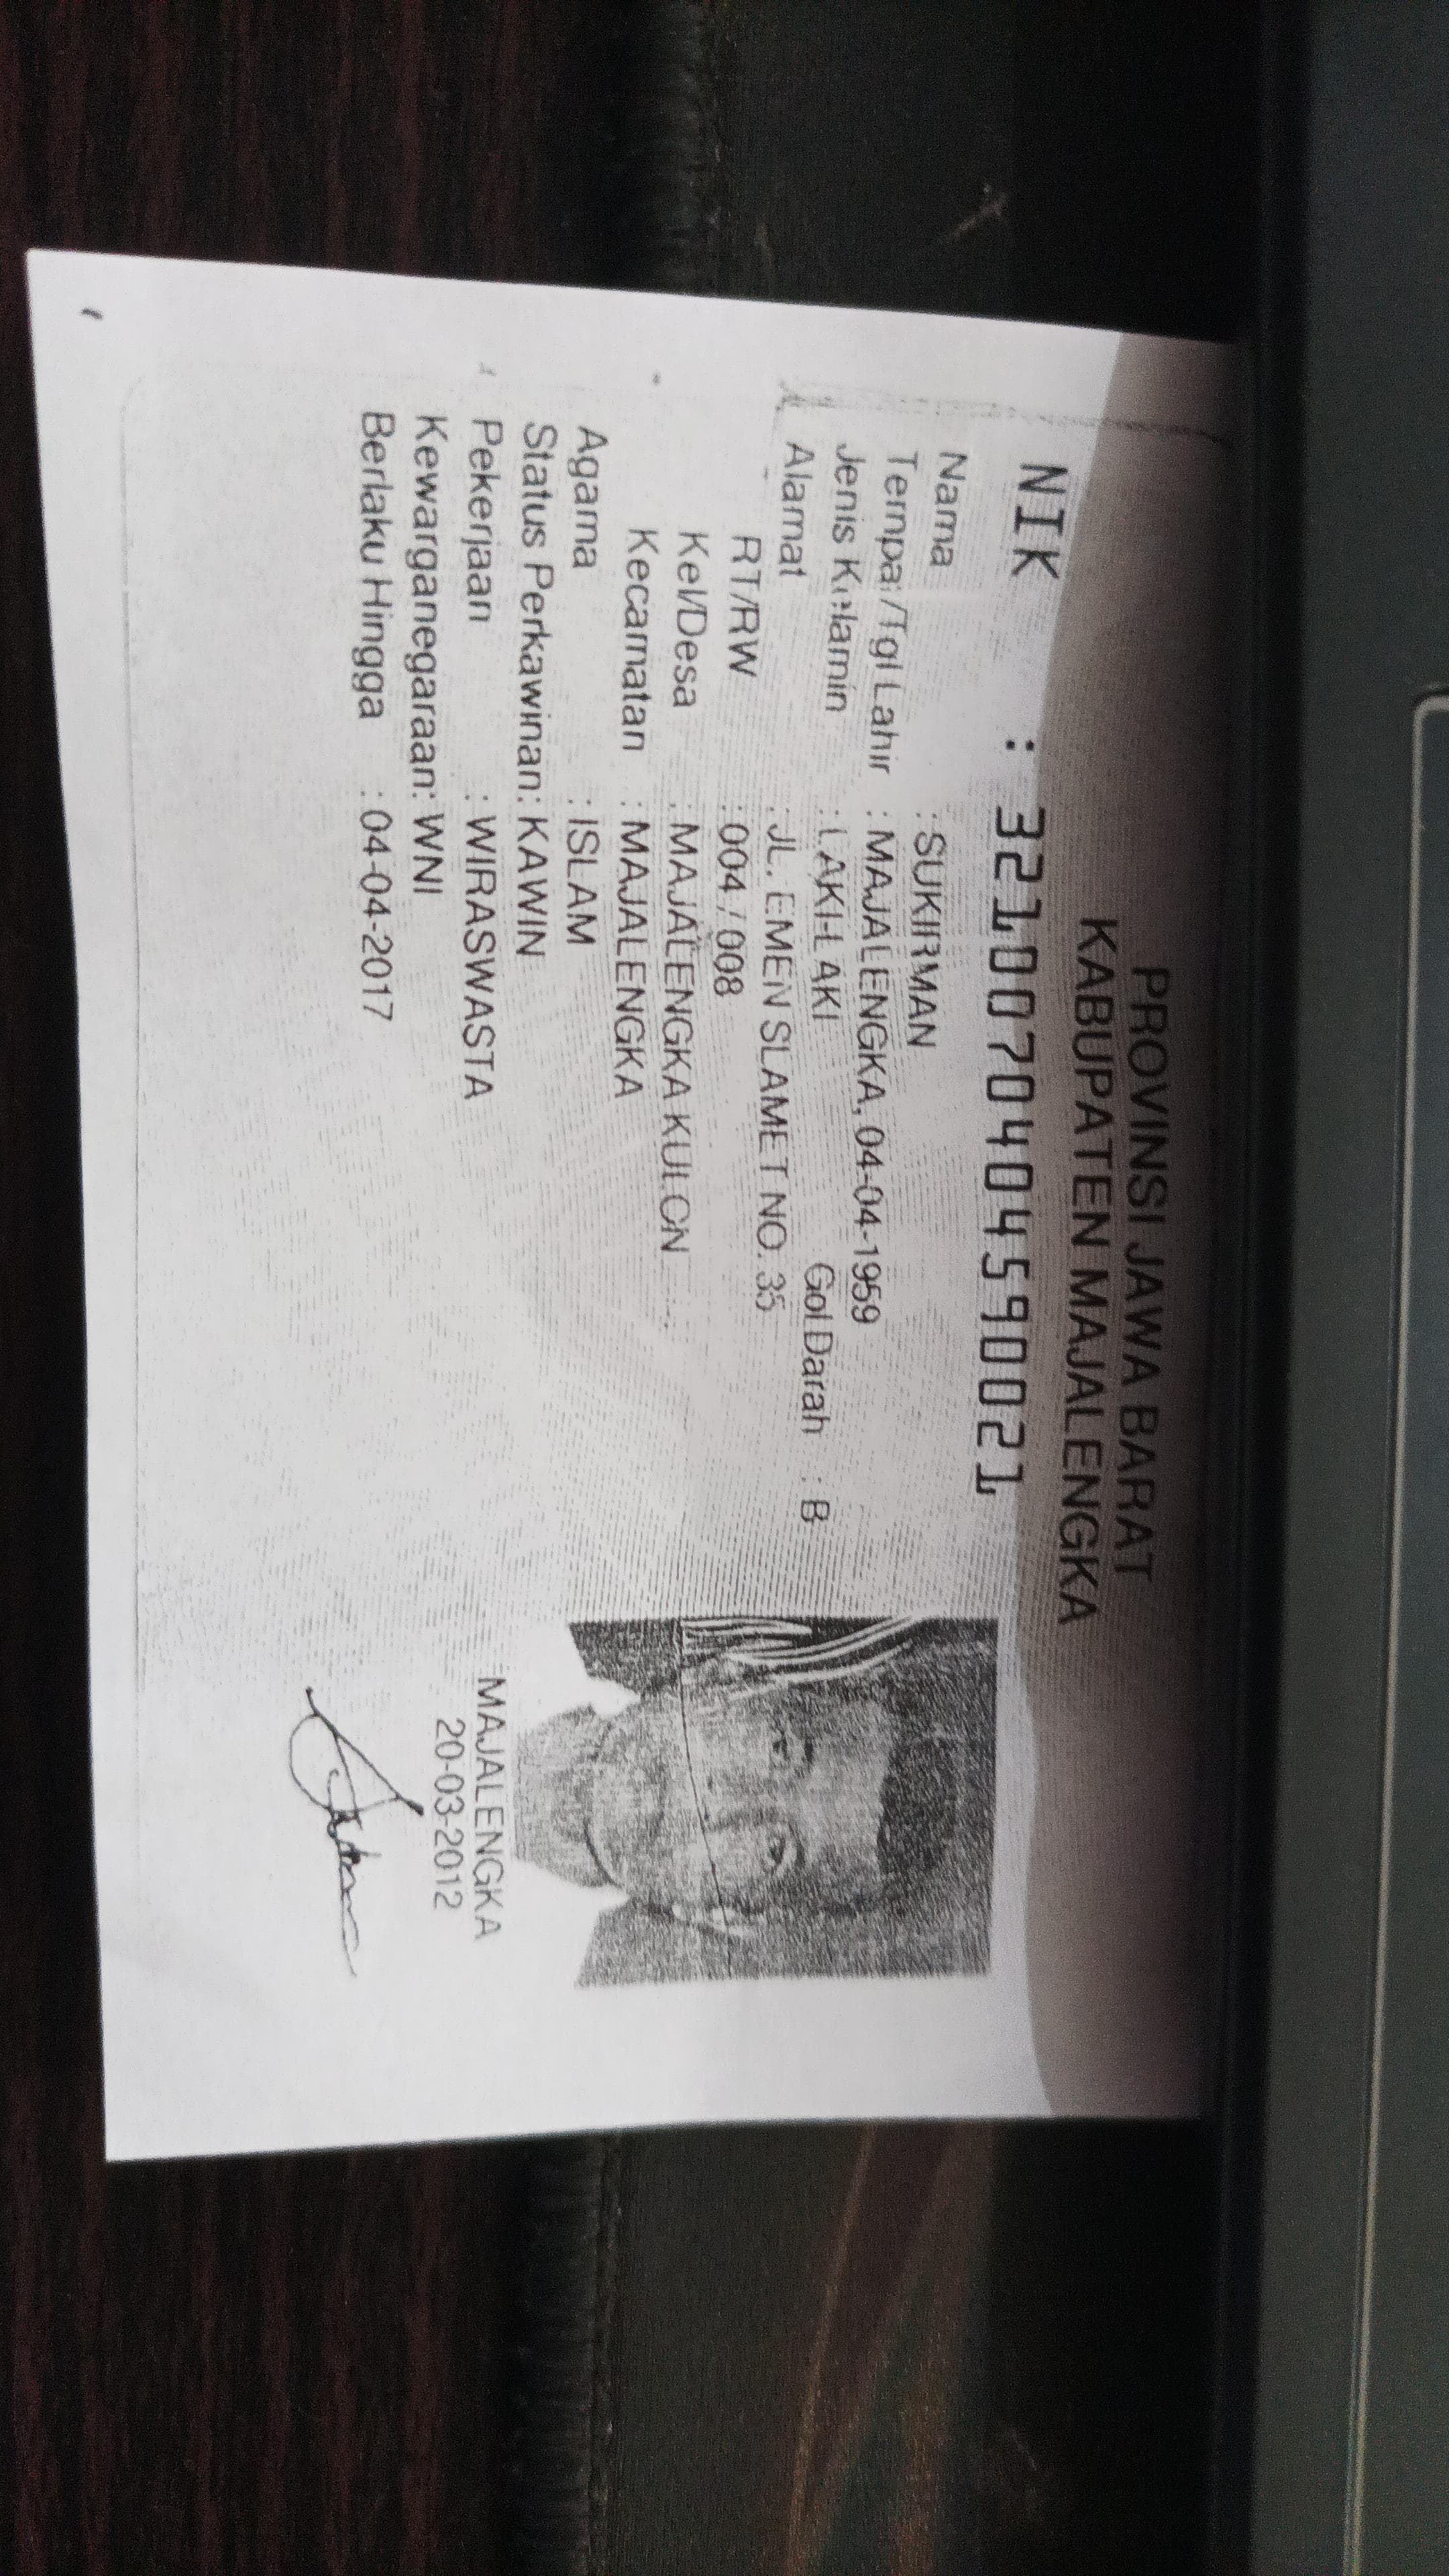 PROVINSI JAWA BARAT
KABUPATEN MAJALENGKA
NIK : 3210070404590021
Nama : SUKIRMAN
Tempat/Tgl Lahir : MAJALENGKA, 04-04-1959
Jenis Kelamin : LAKI-LAKI Gol Darah : B
Alamat : JL. EMEN SLAMET NO. 35
RT/RW : 004 / 008
Kel/Desa : MAJALENGKA KULON
Kecamatan : MAJALENGKA
Agama : ISLAM
Status Perkawinan: KAWIN
Pekerjaan : WIRASWASTA
Kewarganegaraan: WNI
Berlaku Hingga : 04-04-2017
MAJALENGKA
20-03-2012